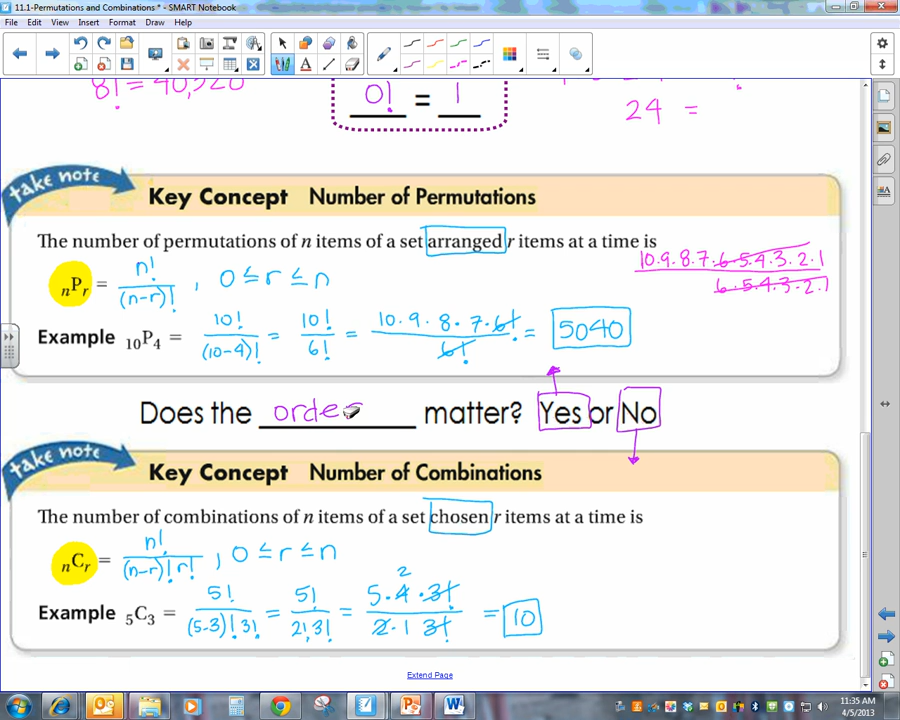 11.1-Permutations and Combinations * - SMART Notebook
File Edit View Insert Format Draw Help
8! = 40,320
0! = 1
24 =
take note
Key Concept Number of Permutations
The number of permutations of n items of a set arranged r items at a time is
nPr = n!/(n-r)! , 0 ≤ r ≤ n
10·9·8·7·6·5·4·3·2·1
6·5·4·3·2·1
Example 10P4 = 10!/(10-4)! = 10!/6! = 10·9·8·7·6!/6! = 5040
Does the order matter? Yes or No
take note
Key Concept Number of Combinations
The number of combinations of n items of a set chosen r items at a time is
nCr = n!/(n-r)!r! , 0 ≤ r ≤ n
2
Example 5C3 = 5!/(5-3)!3! = 5!/2!3! = 5·4·3!/2·1 3! = 10
Extend Page
11:35 AM
4/5/2013